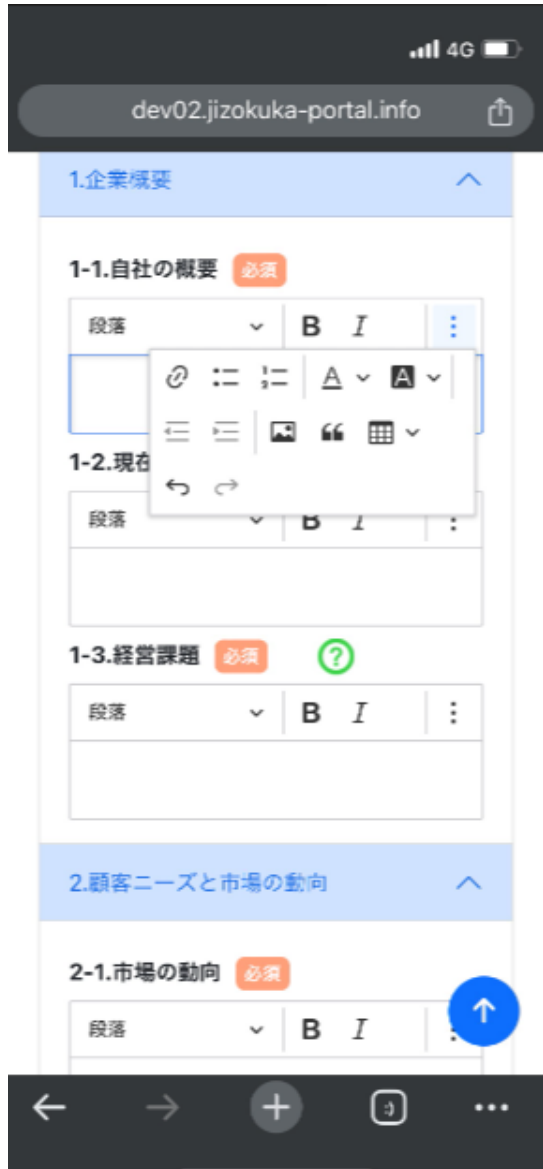 4G
dev02.jizokuka-portal.info
1.企業概要
1-1.自社の概要 必須
段落 B I
A A
1-2.現在
段落 B I
1-3.経営課題 必須 ?
段落 B I
2.顧客ニーズと市場の動向
2-1.市場の動向 必須
段落 B I
:)